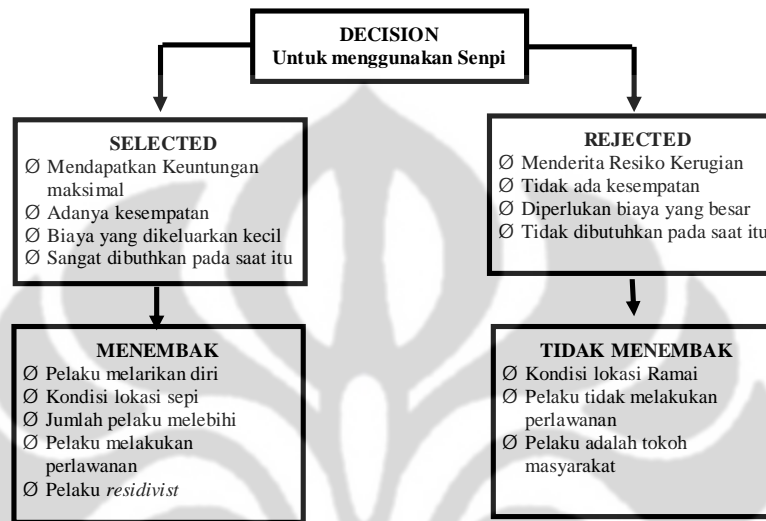 DECISION
Untuk menggunakan Senpi
SELECTED
Ø Mendapatkan Keuntungan
maksimal
Ø Adanya kesempatan
Ø Biaya yang dikeluarkan kecil
Ø Sangat dibuthkan pada saat itu
REJECTED
Ø Menderita Resiko Kerugian
Ø Tidak ada kesempatan
Ø Diperlukan biaya yang besar
Ø Tidak dibutuhkan pada saat itu
MENEMBAK
Ø Pelaku melarikan diri
Ø Kondisi lokasi sepi
Ø Jumlah pelaku melebihi
Ø Pelaku melakukan
perlawanan
Ø Pelaku residivist
TIDAK MENEMBAK
Ø Kondisi lokasi Ramai
Ø Pelaku tidak melakukan
perlawanan
Ø Pelaku adalah tokoh
masyarakat